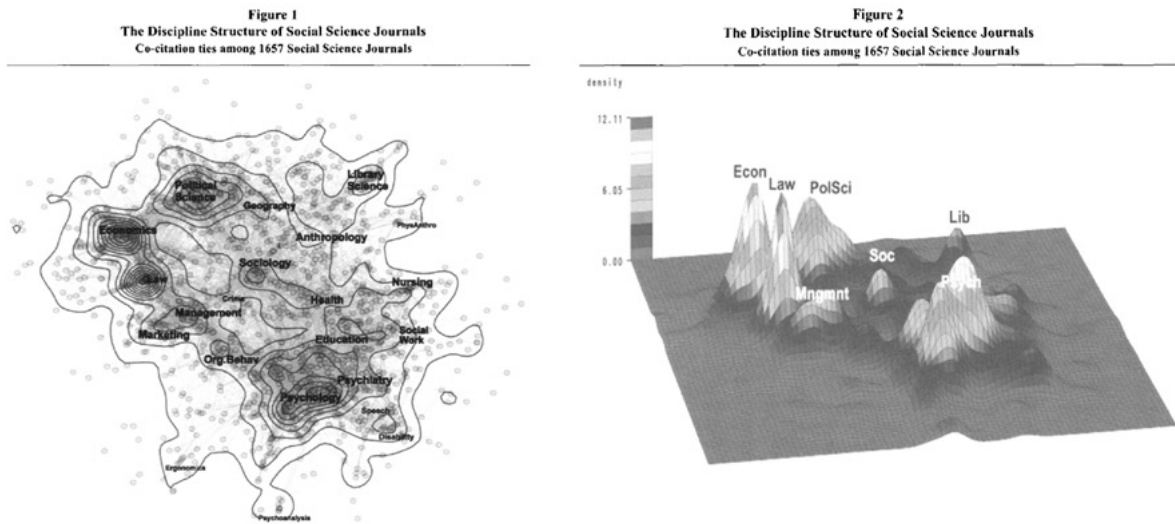 Figure 1
The Discipline Structure of Social Science Journals
Co-citation ties among 1657 Social Science Journals
Political
Science
Library
Science
Geography
PhysAnthro
Economics
Anthropology
Sociology
Law
Nursing
Crime
Health
Management
Marketing
Education
Social
Work
Org.Behav
Psychiatry
Psychology
Speech
Disability
Ergonomics
Psychoanalysis
Figure 2
The Discipline Structure of Social Science Journals
Co-citation ties among 1657 Social Science Journals
density
12.11
6.05
0.00
Econ
Law
PolSci
Lib
Soc
Psych
Mngmnt